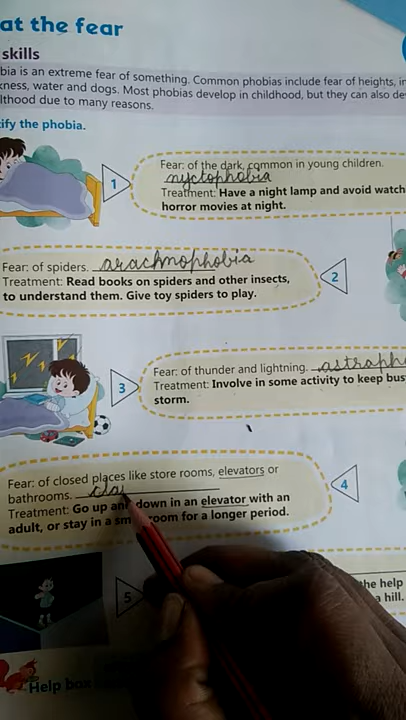 at the fear
skills
bia is an extreme fear of something. Common phobias include fear of heights, in
kness, water and dogs. Most phobias develop in childhood, but they can also de
lthood due to many reasons.
ify the phobia.
1
Fear: of the dark, common in young children.
nyctophobia
Treatment: Have a night lamp and avoid watch
horror movies at night.
Fear: of spiders. arachnophobia
Treatment: Read books on spiders and other insects,
to understand them. Give toy spiders to play.
2
3
Fear: of thunder and lightning. astraph
Treatment: Involve in some activity to keep bus
storm.
Fear: of closed places like store rooms, elevators or
bathrooms. cla
Treatment: Go up and down in an elevator with an
adult, or stay in a sm room for a longer period.
4
5
the help
a hill.
Help box